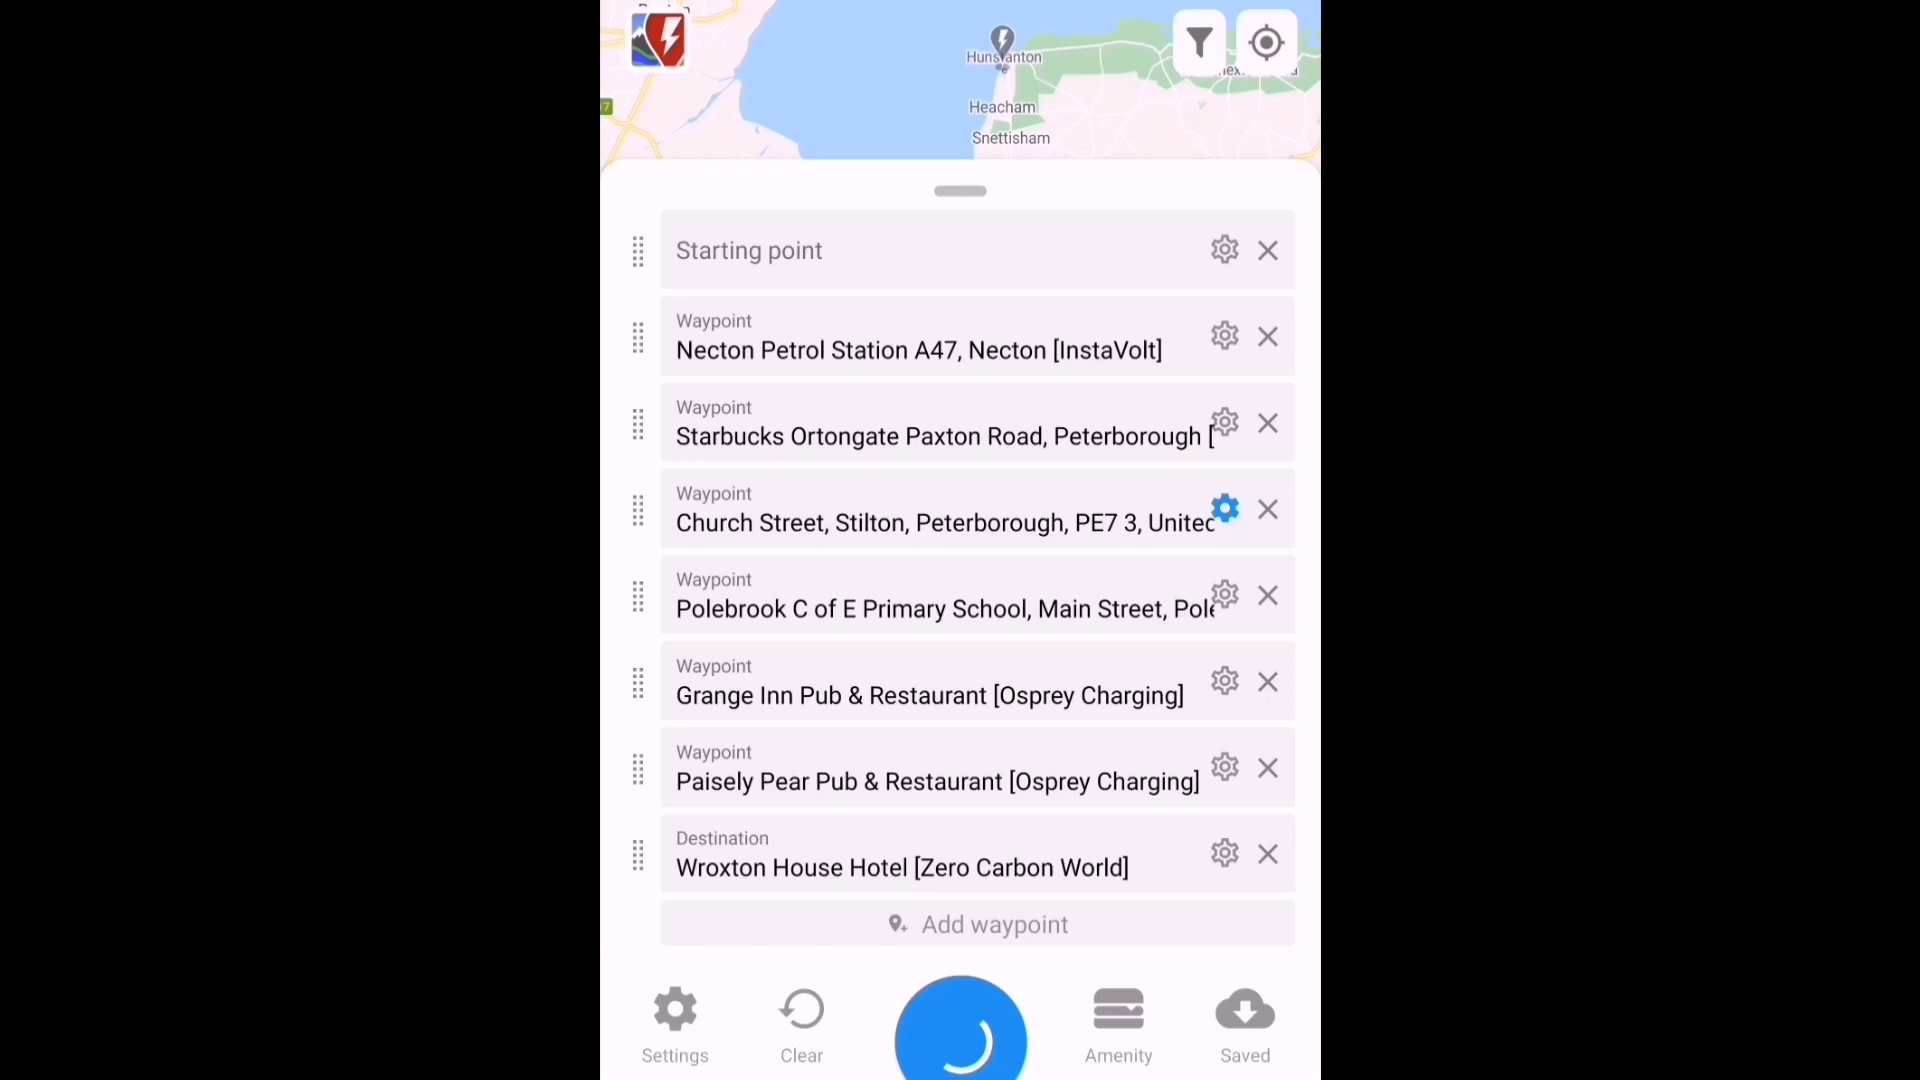 Hunstanton
Heacham
Snettisham
7
Starting point
Waypoint
Necton Petrol Station A47, Necton [InstaVolt]
Waypoint
Starbucks Ortongate Paxton Road, Peterborough [
Waypoint
Church Street, Stilton, Peterborough, PE7 3, United
Waypoint
Polebrook C of E Primary School, Main Street, Pole
Waypoint
Grange Inn Pub & Restaurant [Osprey Charging]
Waypoint
Paisely Pear Pub & Restaurant [Osprey Charging]
Destination
Wroxton House Hotel [Zero Carbon World]
Add waypoint
Settings
Clear
Amenity
Saved